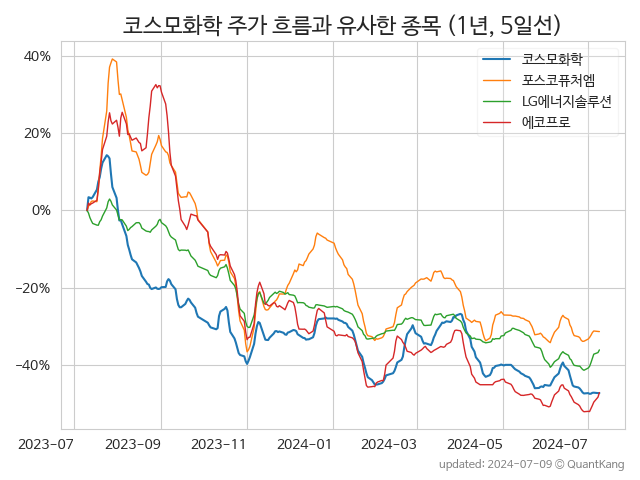 코스모화학 주가 흐름과 유사한 종목 (1년, 5일선)
코스모화학
포스코퓨처엠
LG에너지솔루션
에코프로
40%
20%
0%
−20%
−40%
2023-07 2023-09 2023-11 2024-01 2024-03 2024-05 2024-07
updated: 2024-07-09 © QuantKang